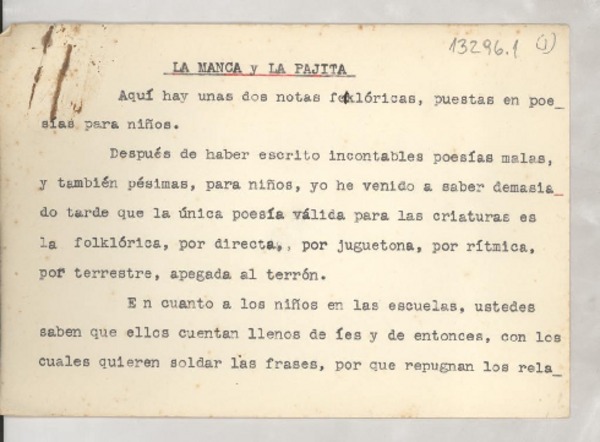 13296.1 (1)
LA MANCA y LA PAJITA
Aquí hay unas dos notas foklóricas, puestas en poe_
sías para niños.
Después de haber escrito incontables poesías malas,
y también pésimas, para niños, yo he venido a saber demasia_
do tarde que la única poesía válida para las criaturas es
la folklórica, por directa,, por juguetona, por rítmica,
por terrestre, apegada al terrón.
En cuanto a los niños en las escuelas, ustedes
saben que ellos cuentan llenos de íes y de entonces, con los
cuales quieren soldar las frases, por que repugnan los rela_